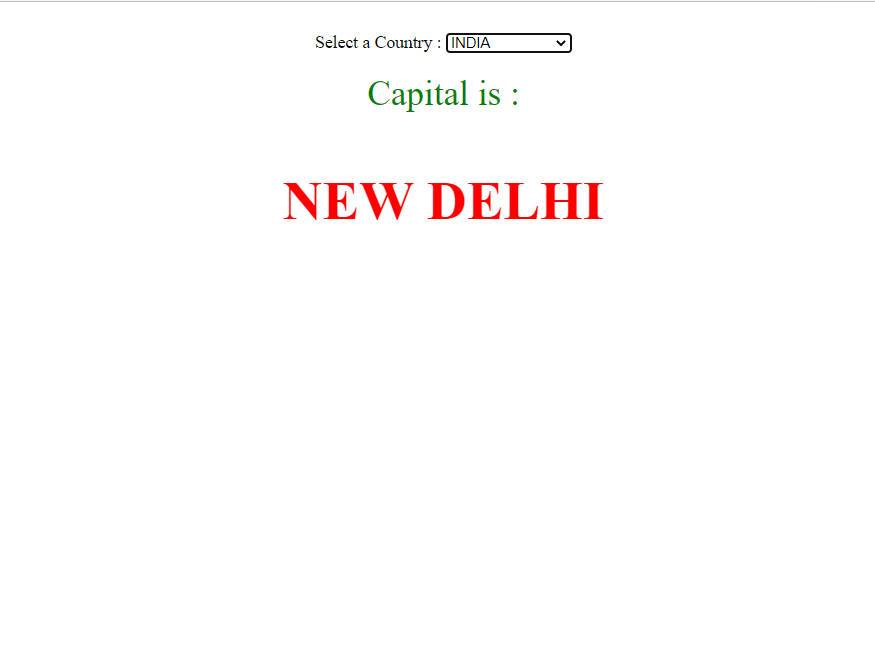 Select a Country : INDIA
Capital is :
NEW DELHI